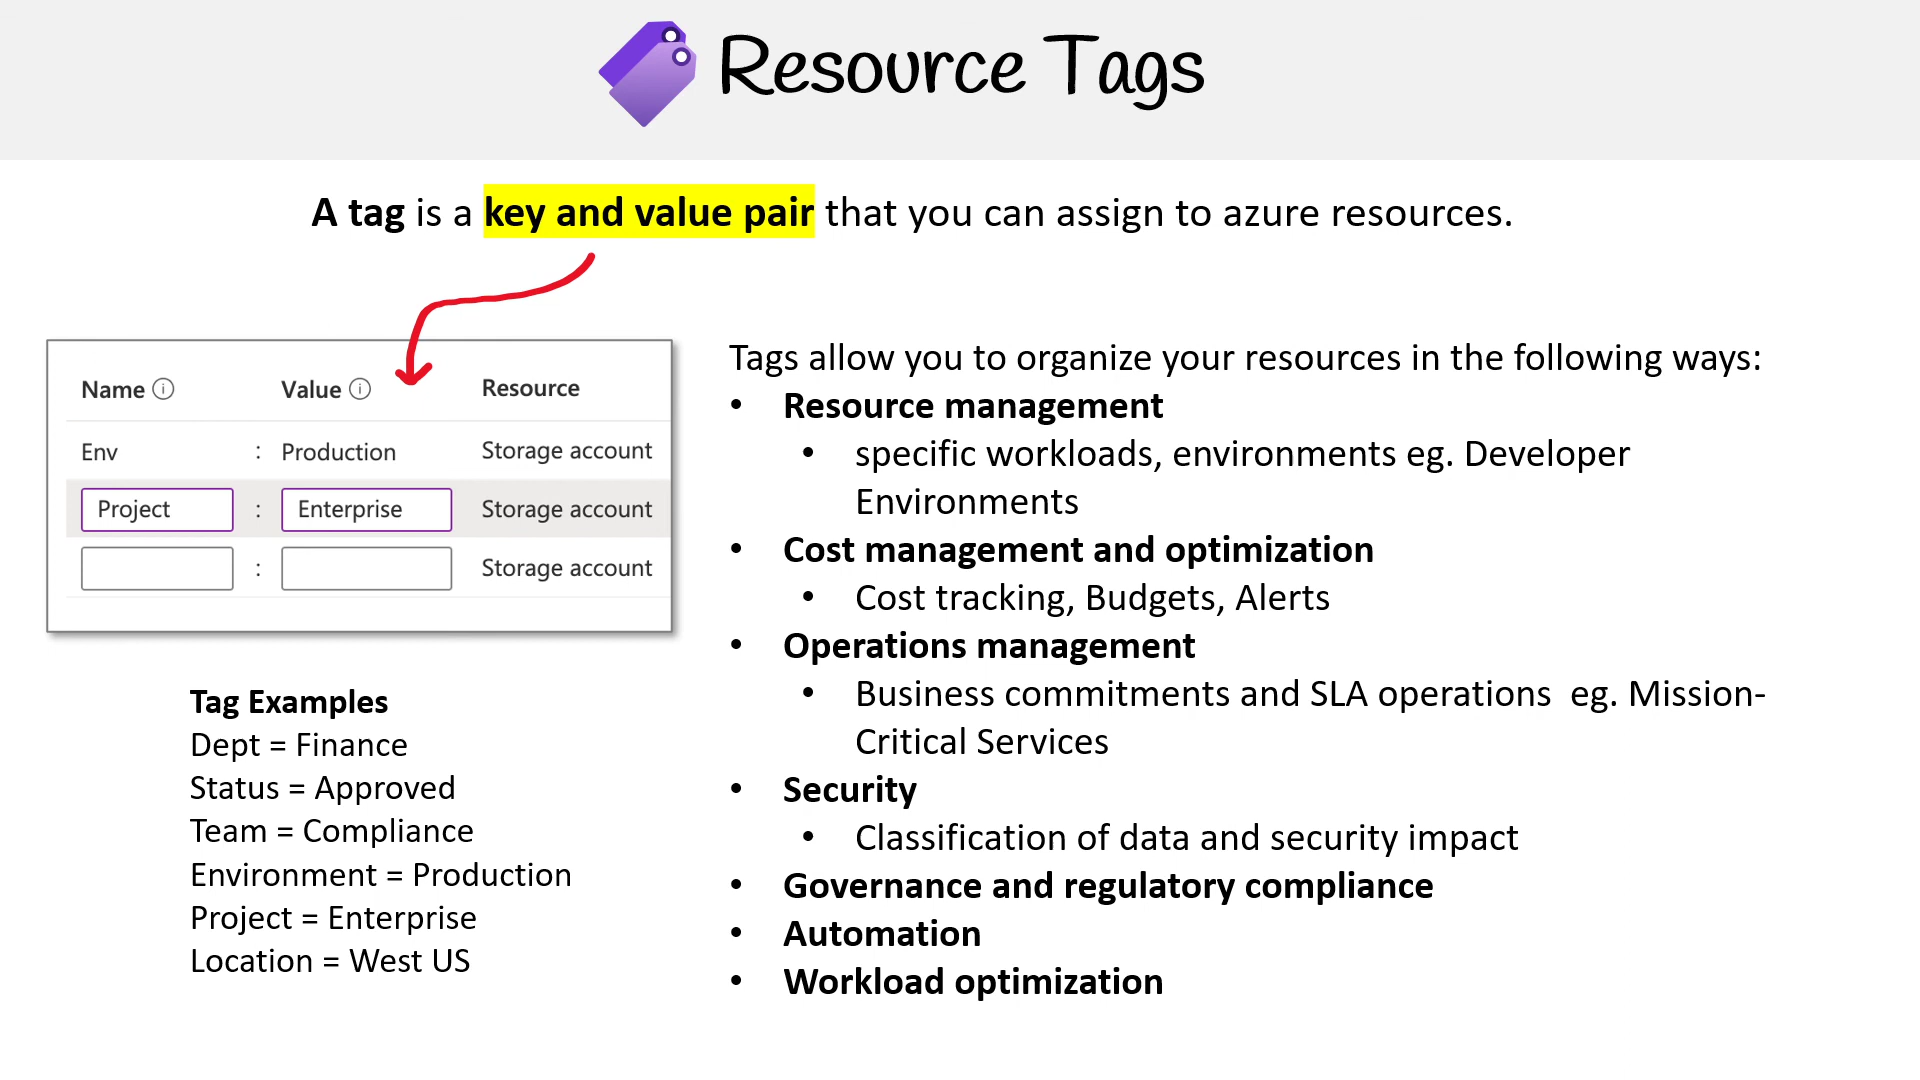 Resource Tags
A tag is a key and value pair that you can assign to azure resources.
Name Value Resource
Env : Production Storage account
Project : Enterprise Storage account
: Storage account
Tag Examples
Dept = Finance
Status = Approved
Team = Compliance
Environment = Production
Project = Enterprise
Location = West US
Tags allow you to organize your resources in the following ways:
• Resource management
• specific workloads, environments eg. Developer
Environments
• Cost management and optimization
• Cost tracking, Budgets, Alerts
• Operations management
• Business commitments and SLA operations eg. Mission-
Critical Services
• Security
• Classification of data and security impact
• Governance and regulatory compliance
• Automation
• Workload optimization